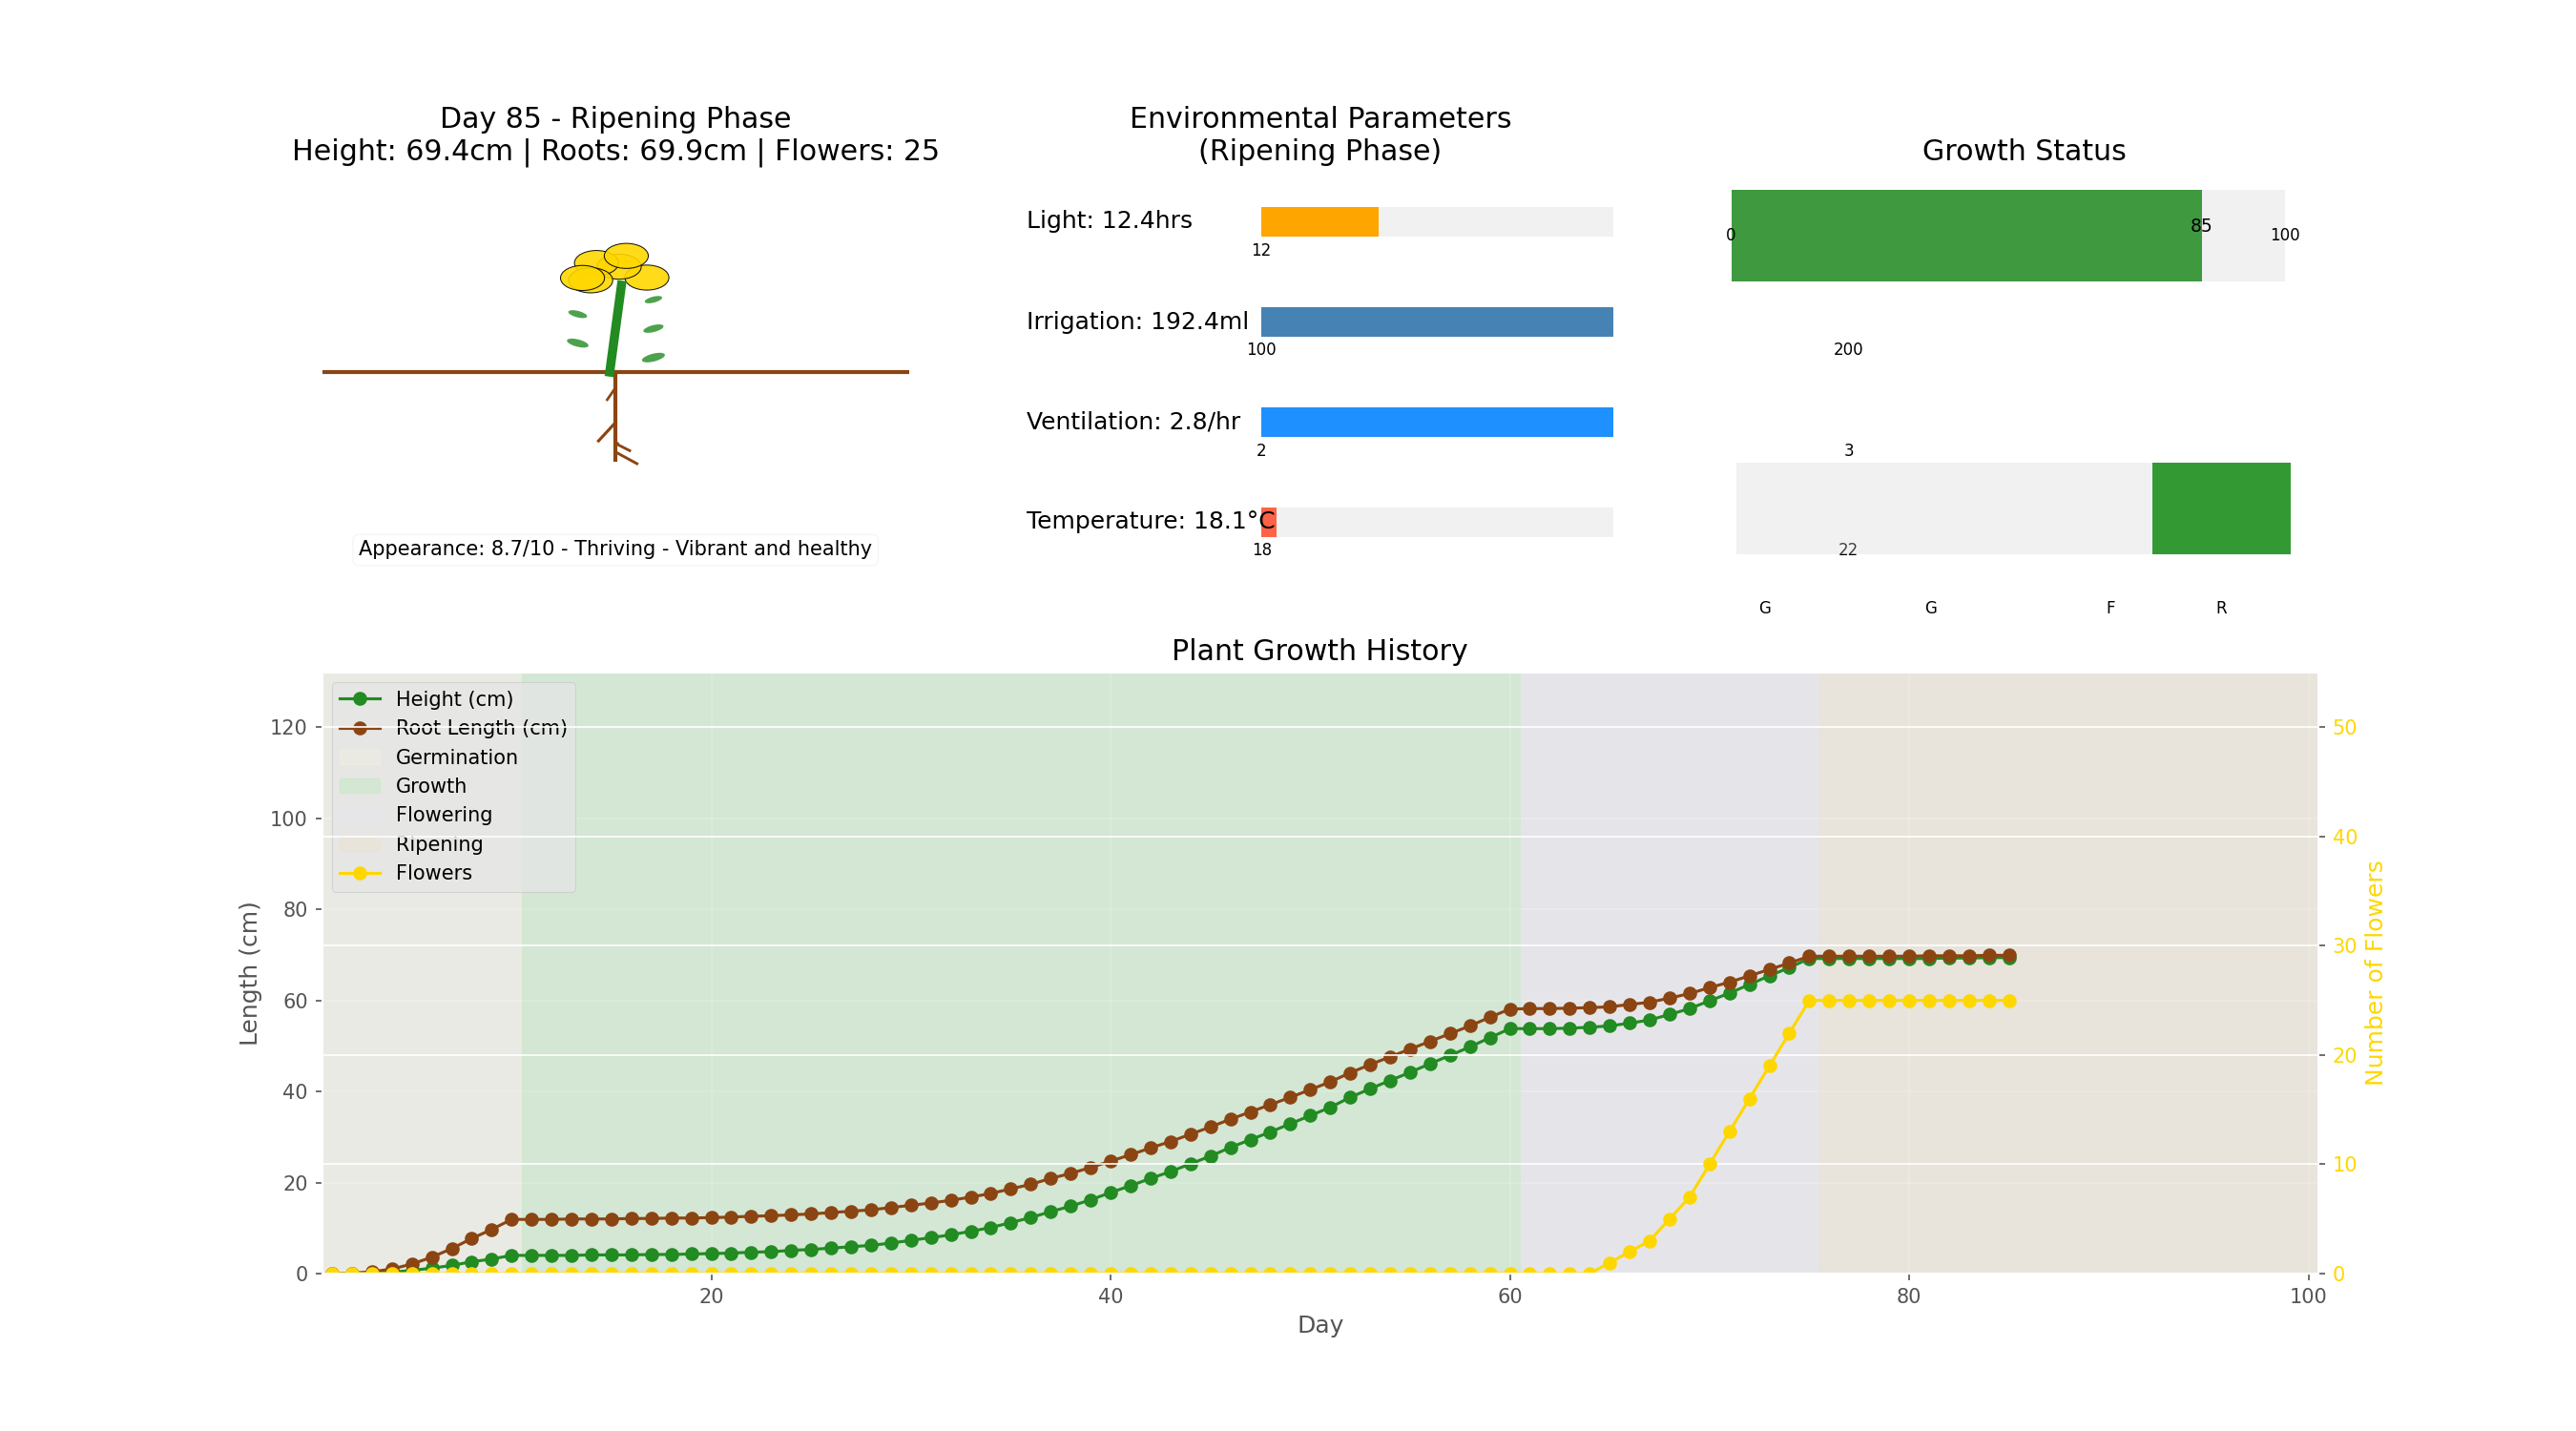 Day 85 - Ripening Phase
Height: 69.4cm | Roots: 69.9cm | Flowers: 25
Appearance: 8.7/10 - Thriving - Vibrant and healthy
Environmental Parameters
(Ripening Phase)
Light: 12.4hrs
12
Irrigation: 192.4ml
100
200
Ventilation: 2.8/hr
2
3
Temperature: 18.1°C
18
22
Growth Status
0
85
100
G
G
F
R
Plant Growth History
Height (cm)
Root Length (cm)
Germination
Growth
Flowering
Ripening
Flowers
Length (cm)
120
100
80
60
40
20
0
20
40
60
80
100
Day
50
40
30
20
10
0
Number of Flowers